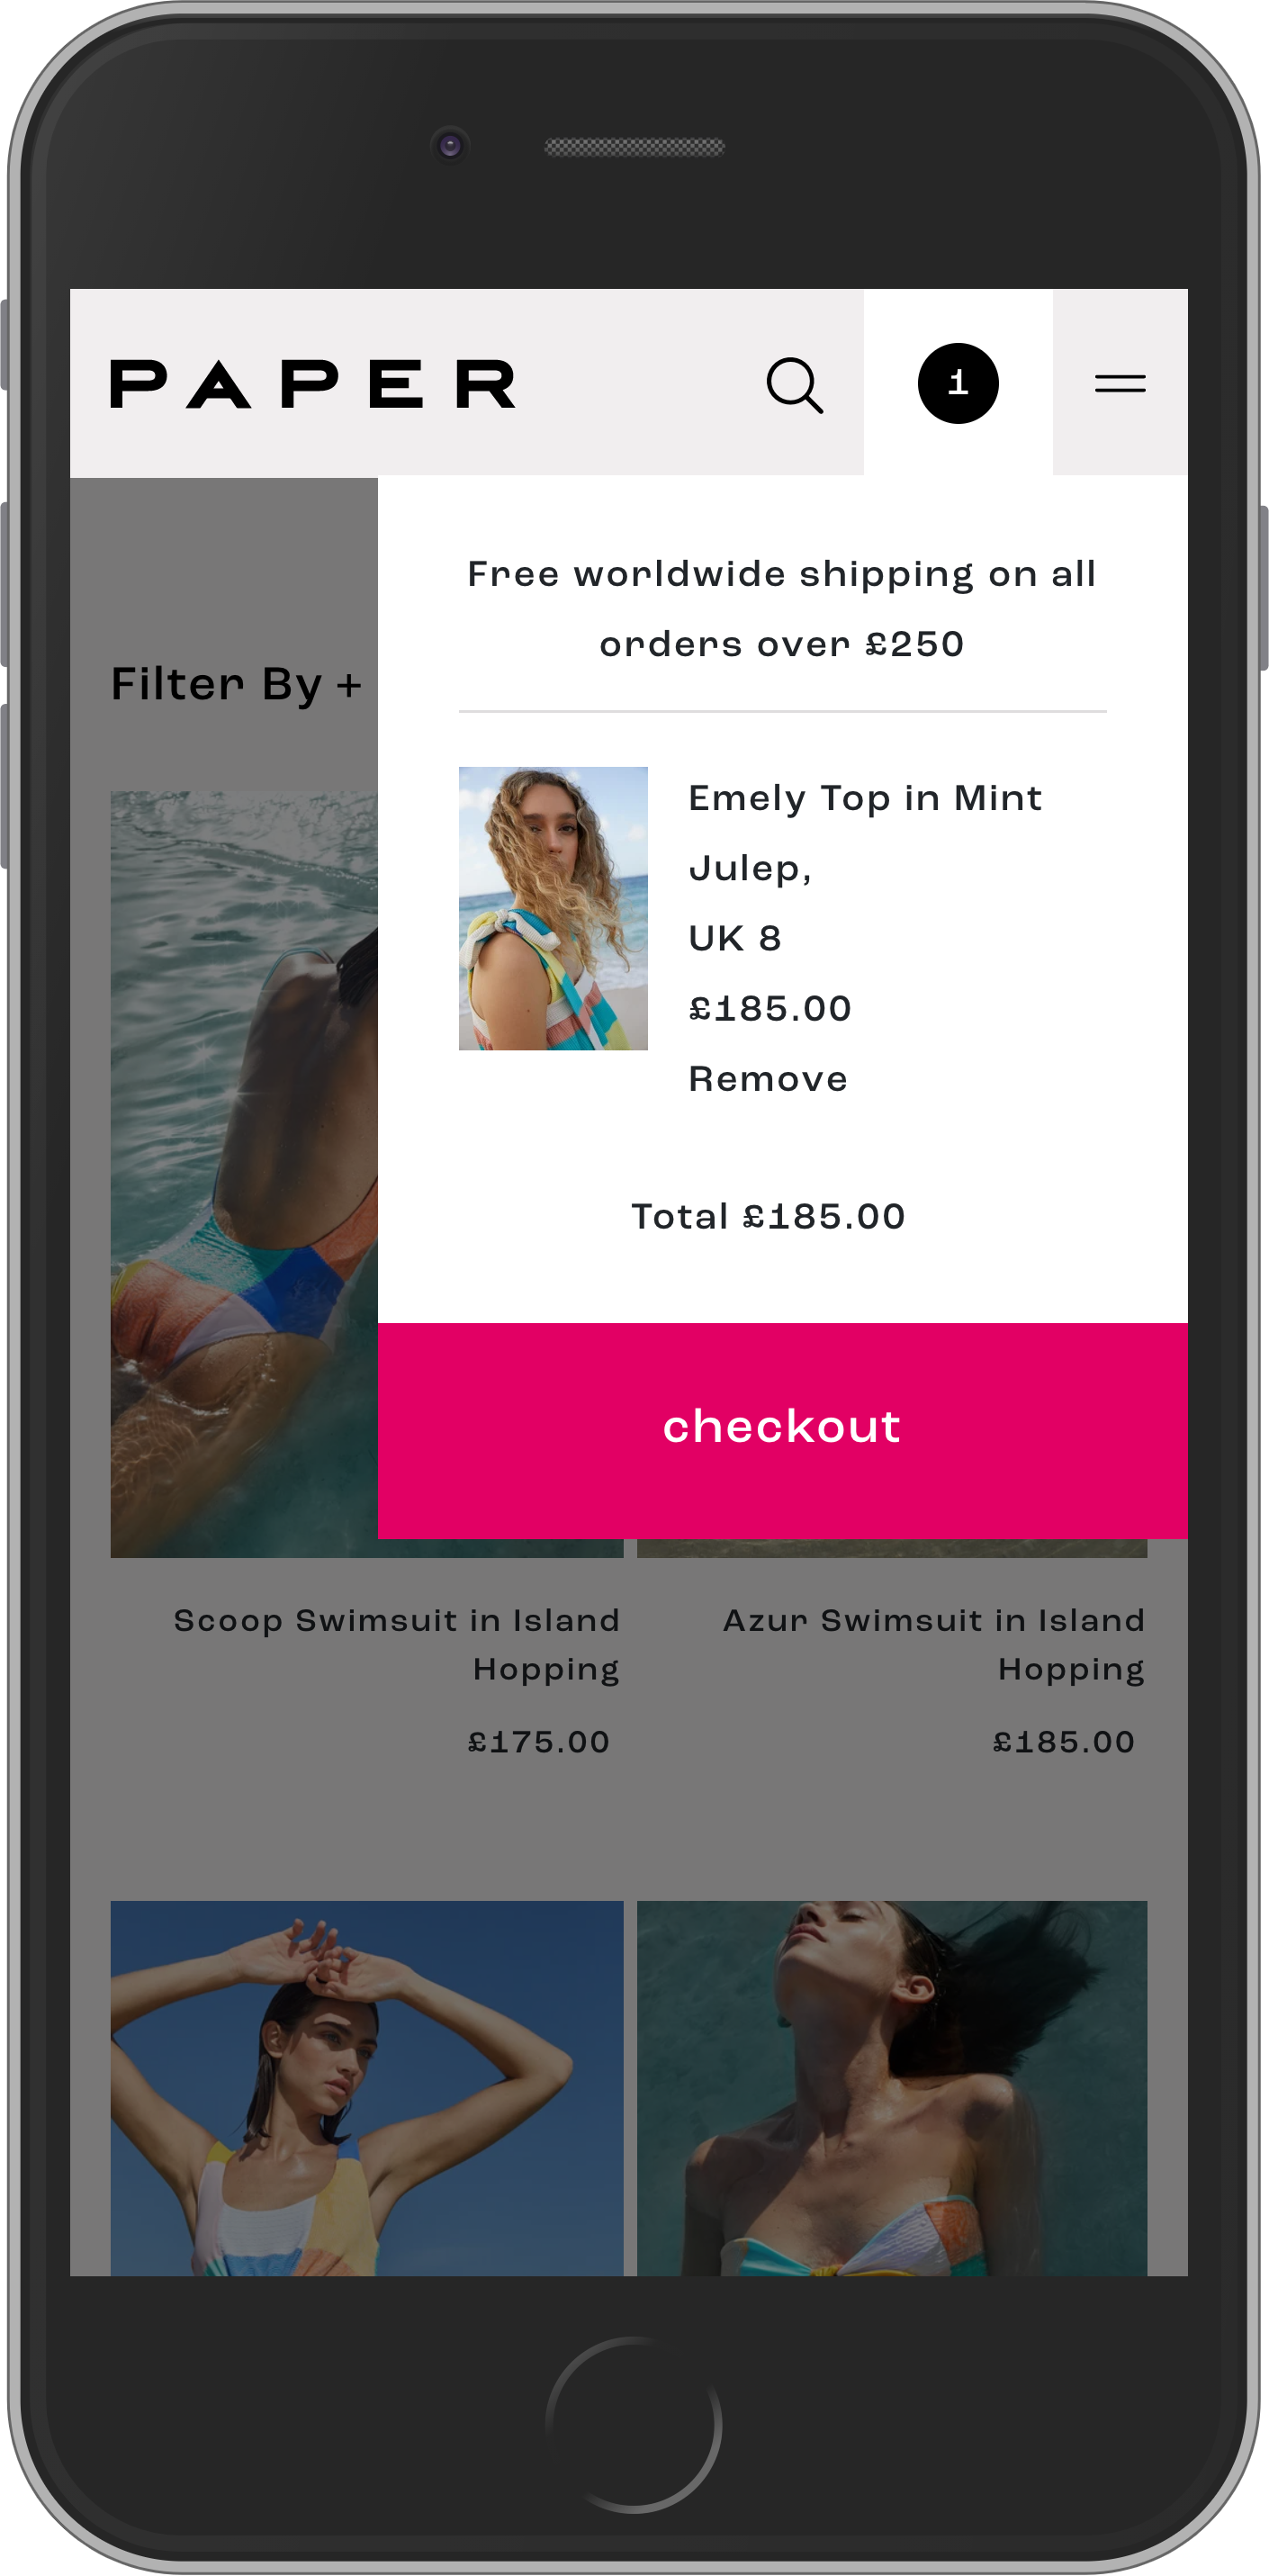 PAPER
1
Free worldwide shipping on all
orders over £250
Filter By +
Emely Top in Mint
Julep,
UK 8
£185.00
Remove
Total £185.00
checkout
Scoop Swimsuit in Island
Hopping
£175.00
Azur Swimsuit in Island
Hopping
£185.00